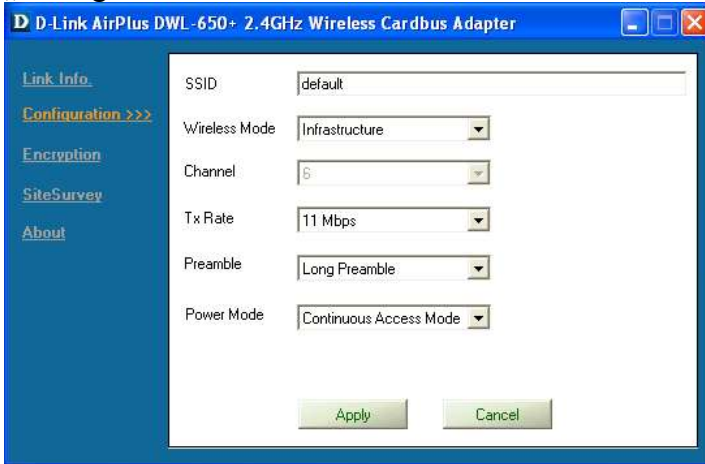 D D-Link AirPlus DWL-650+ 2.4GHz Wireless Cardbus Adapter
Link Info.
Configuration >>>
Encryption
SiteSurvey
About
SSID default
Wireless Mode Infrastructure
Channel 6
Tx Rate 11 Mbps
Preamble Long Preamble
Power Mode Continuous Access Mode
Apply Cancel